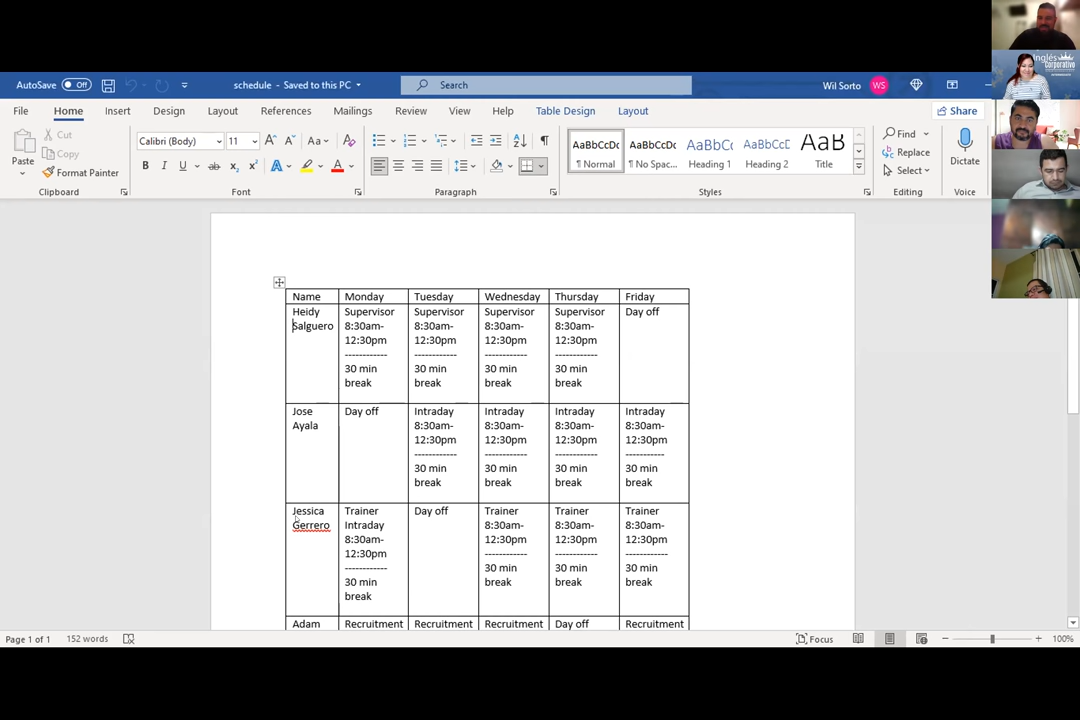 AutoSave Off schedule - Saved to this PC Search Wil Sorto WS
File Home Insert Design Layout References Mailings Review View Help Table Design Layout Share
Paste Cut Copy Format Painter
Calibri (Body) 11 Aa
B I U ab x2 x2 A A
AaBbCcDc AaBbCcDc AaBbCc AaBbCcD AaB
¶ Normal ¶ No Spac... Heading 1 Heading 2 Title
Find Replace Select Dictate
Clipboard Font Paragraph Styles Editing Voice
Inglés
Corporativo
Name Monday Tuesday Wednesday Thursday Friday
Heidy Supervisor Supervisor Supervisor Supervisor Day off
Salguero 8:30am- 8:30am- 8:30am- 8:30am-
12:30pm 12:30pm 12:30pm 12:30pm
------------ ------------ ------------ ------------
30 min 30 min 30 min 30 min
break break break break
Jose Day off Intraday Intraday Intraday Intraday
Ayala 8:30am- 8:30am- 8:30am- 8:30am-
12:30pm 12:30pm 12:30pm 12:30pm
------------ ------------ ------------ ------------
30 min 30 min 30 min 30 min
break break break break
Jessica Trainer Day off Trainer Trainer Trainer
Gerrero Intraday 8:30am- 8:30am- 8:30am-
8:30am- 12:30pm 12:30pm 12:30pm
12:30pm ------------ ------------ ------------
------------ 30 min 30 min 30 min
30 min break break break
break
Adam Recruitment Recruitment Recruitment Day off Recruitment
Page 1 of 1 152 words Focus 100%